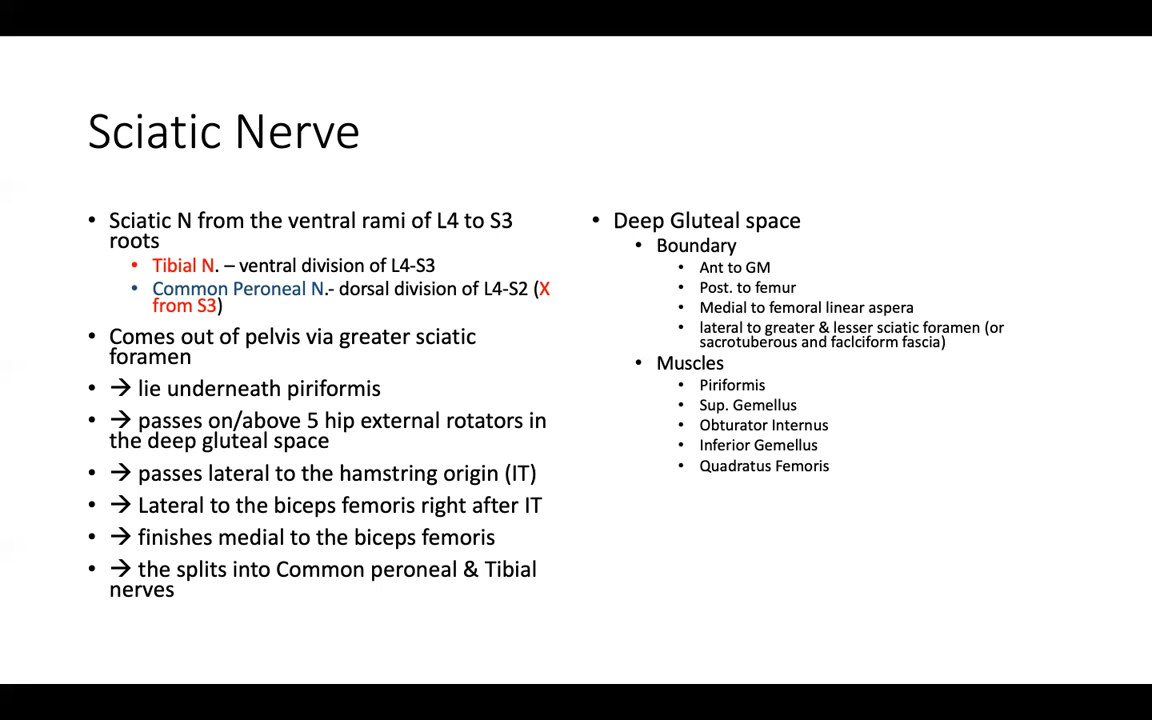 Sciatic Nerve
• Sciatic N from the ventral rami of L4 to S3
roots
• Tibial N. – ventral division of L4-S3
• Common Peroneal N.- dorsal division of L4-S2 (X
from S3)
• Comes out of pelvis via greater sciatic
foramen
• → lie underneath piriformis
• → passes on/above 5 hip external rotators in
the deep gluteal space
• → passes lateral to the hamstring origin (IT)
• → Lateral to the biceps femoris right after IT
• → finishes medial to the biceps femoris
• → the splits into Common peroneal & Tibial
nerves
• Deep Gluteal space
• Boundary
• Ant to GM
• Post. to femur
• Medial to femoral linear aspera
• lateral to greater & lesser sciatic foramen (or
sacrotuberous and faclciform fascia)
• Muscles
• Piriformis
• Sup. Gemellus
• Obturator Internus
• Inferior Gemellus
• Quadratus Femoris